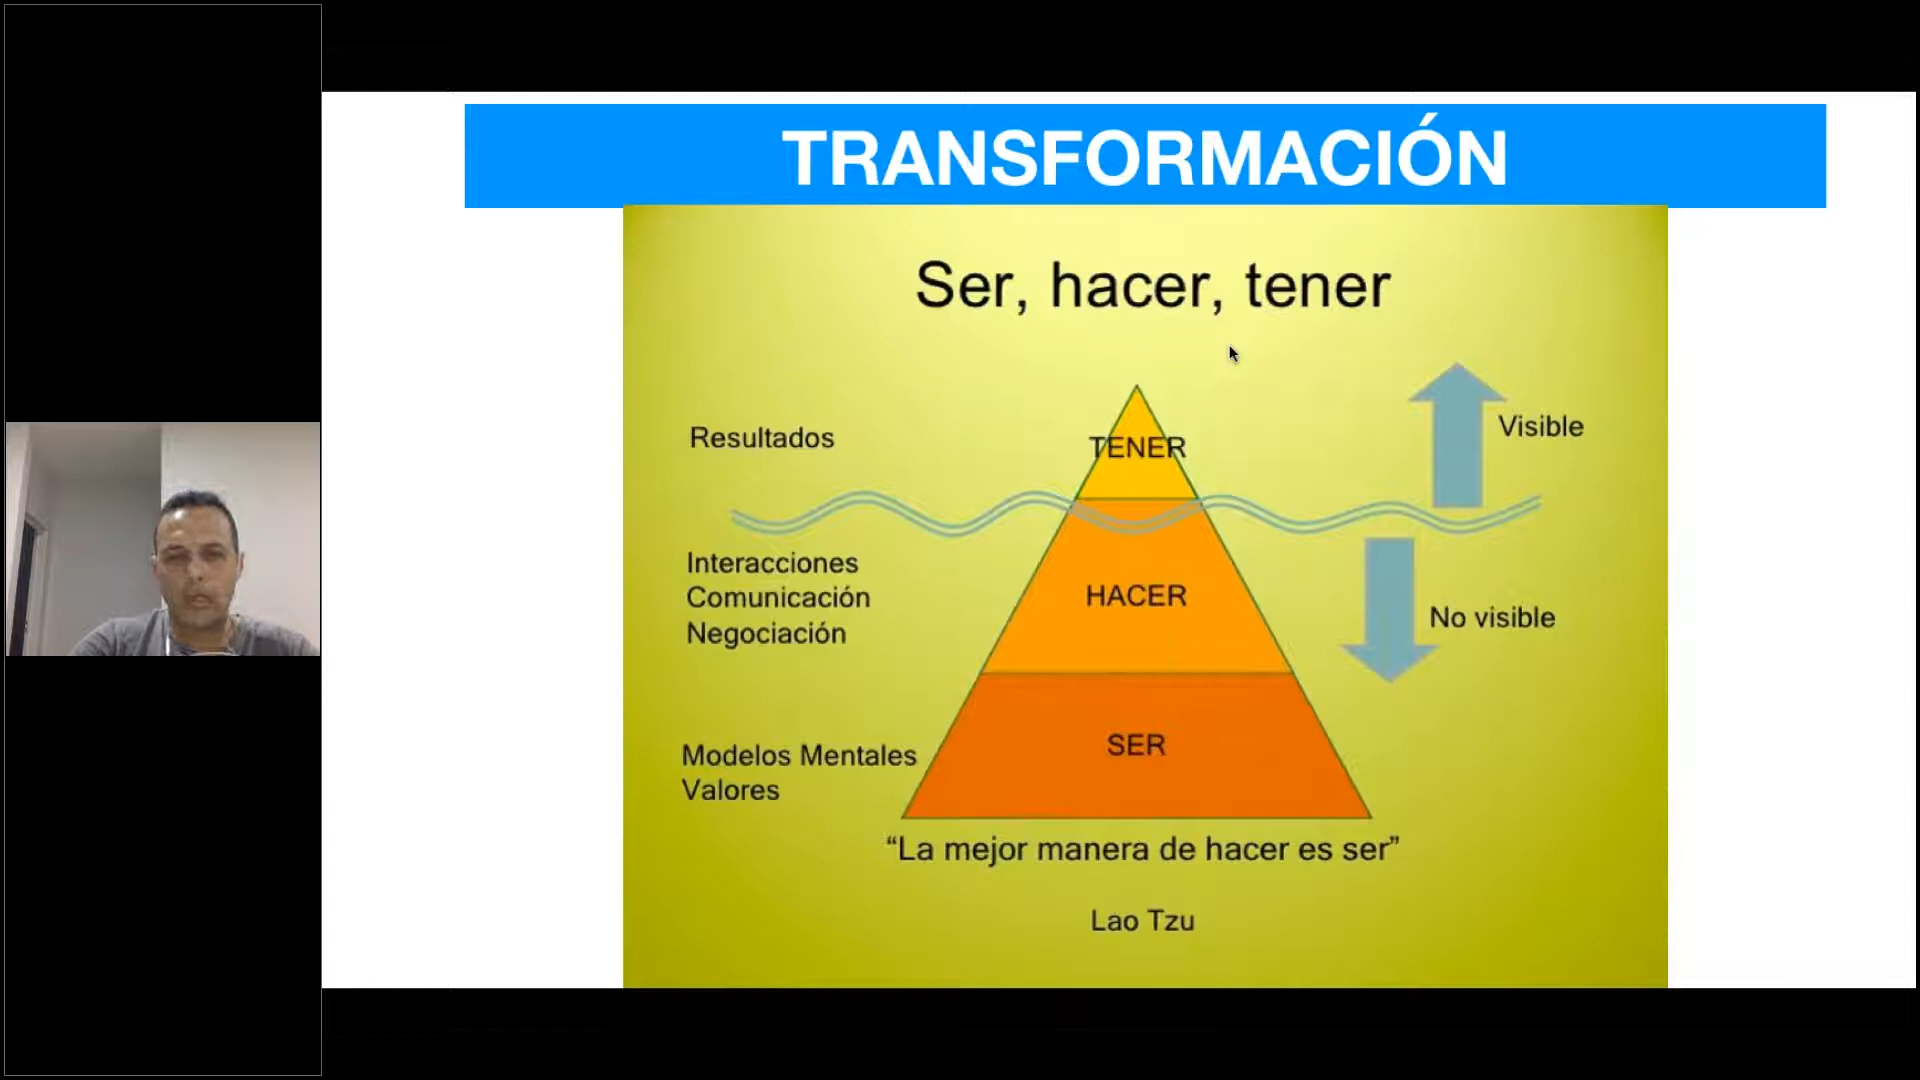 TRANSFORMACIÓN
Ser, hacer, tener
Resultados
TENER
Visible
Interacciones
Comunicación
Negociación
HACER
No visible
Modelos Mentales
Valores
SER
“La mejor manera de hacer es ser”
Lao Tzu